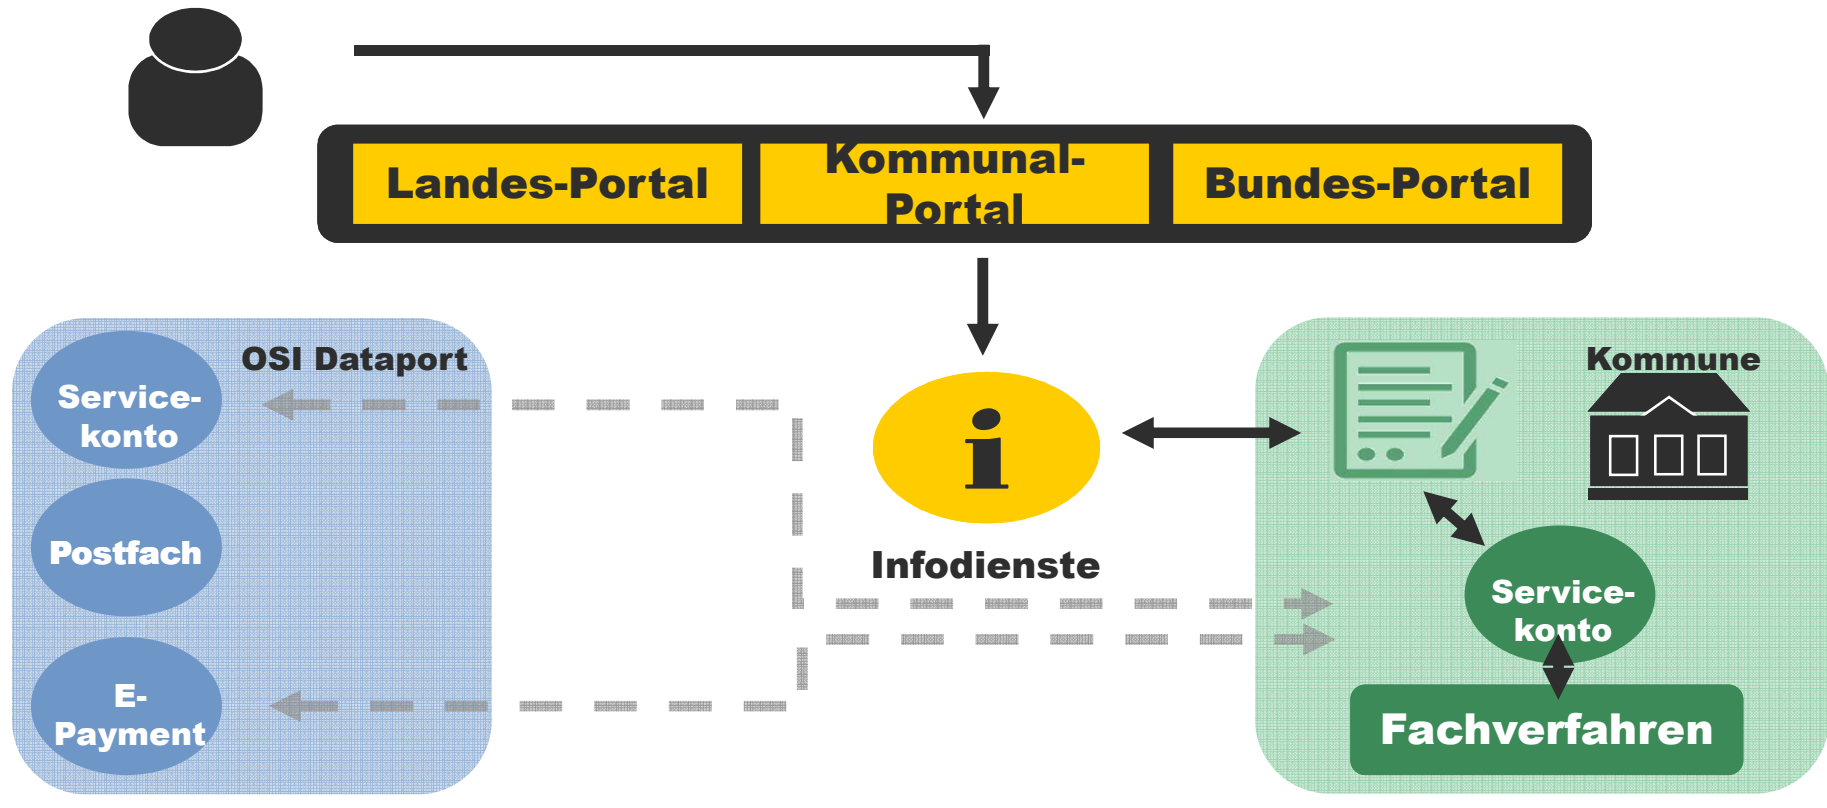 Landes-Portal
Kommunal-
Portal
Bundes-Portal
OSI Dataport
Service-
konto
Postfach
E-
Payment
i
Infodienste
Kommune
Service-
konto
Fachverfahren